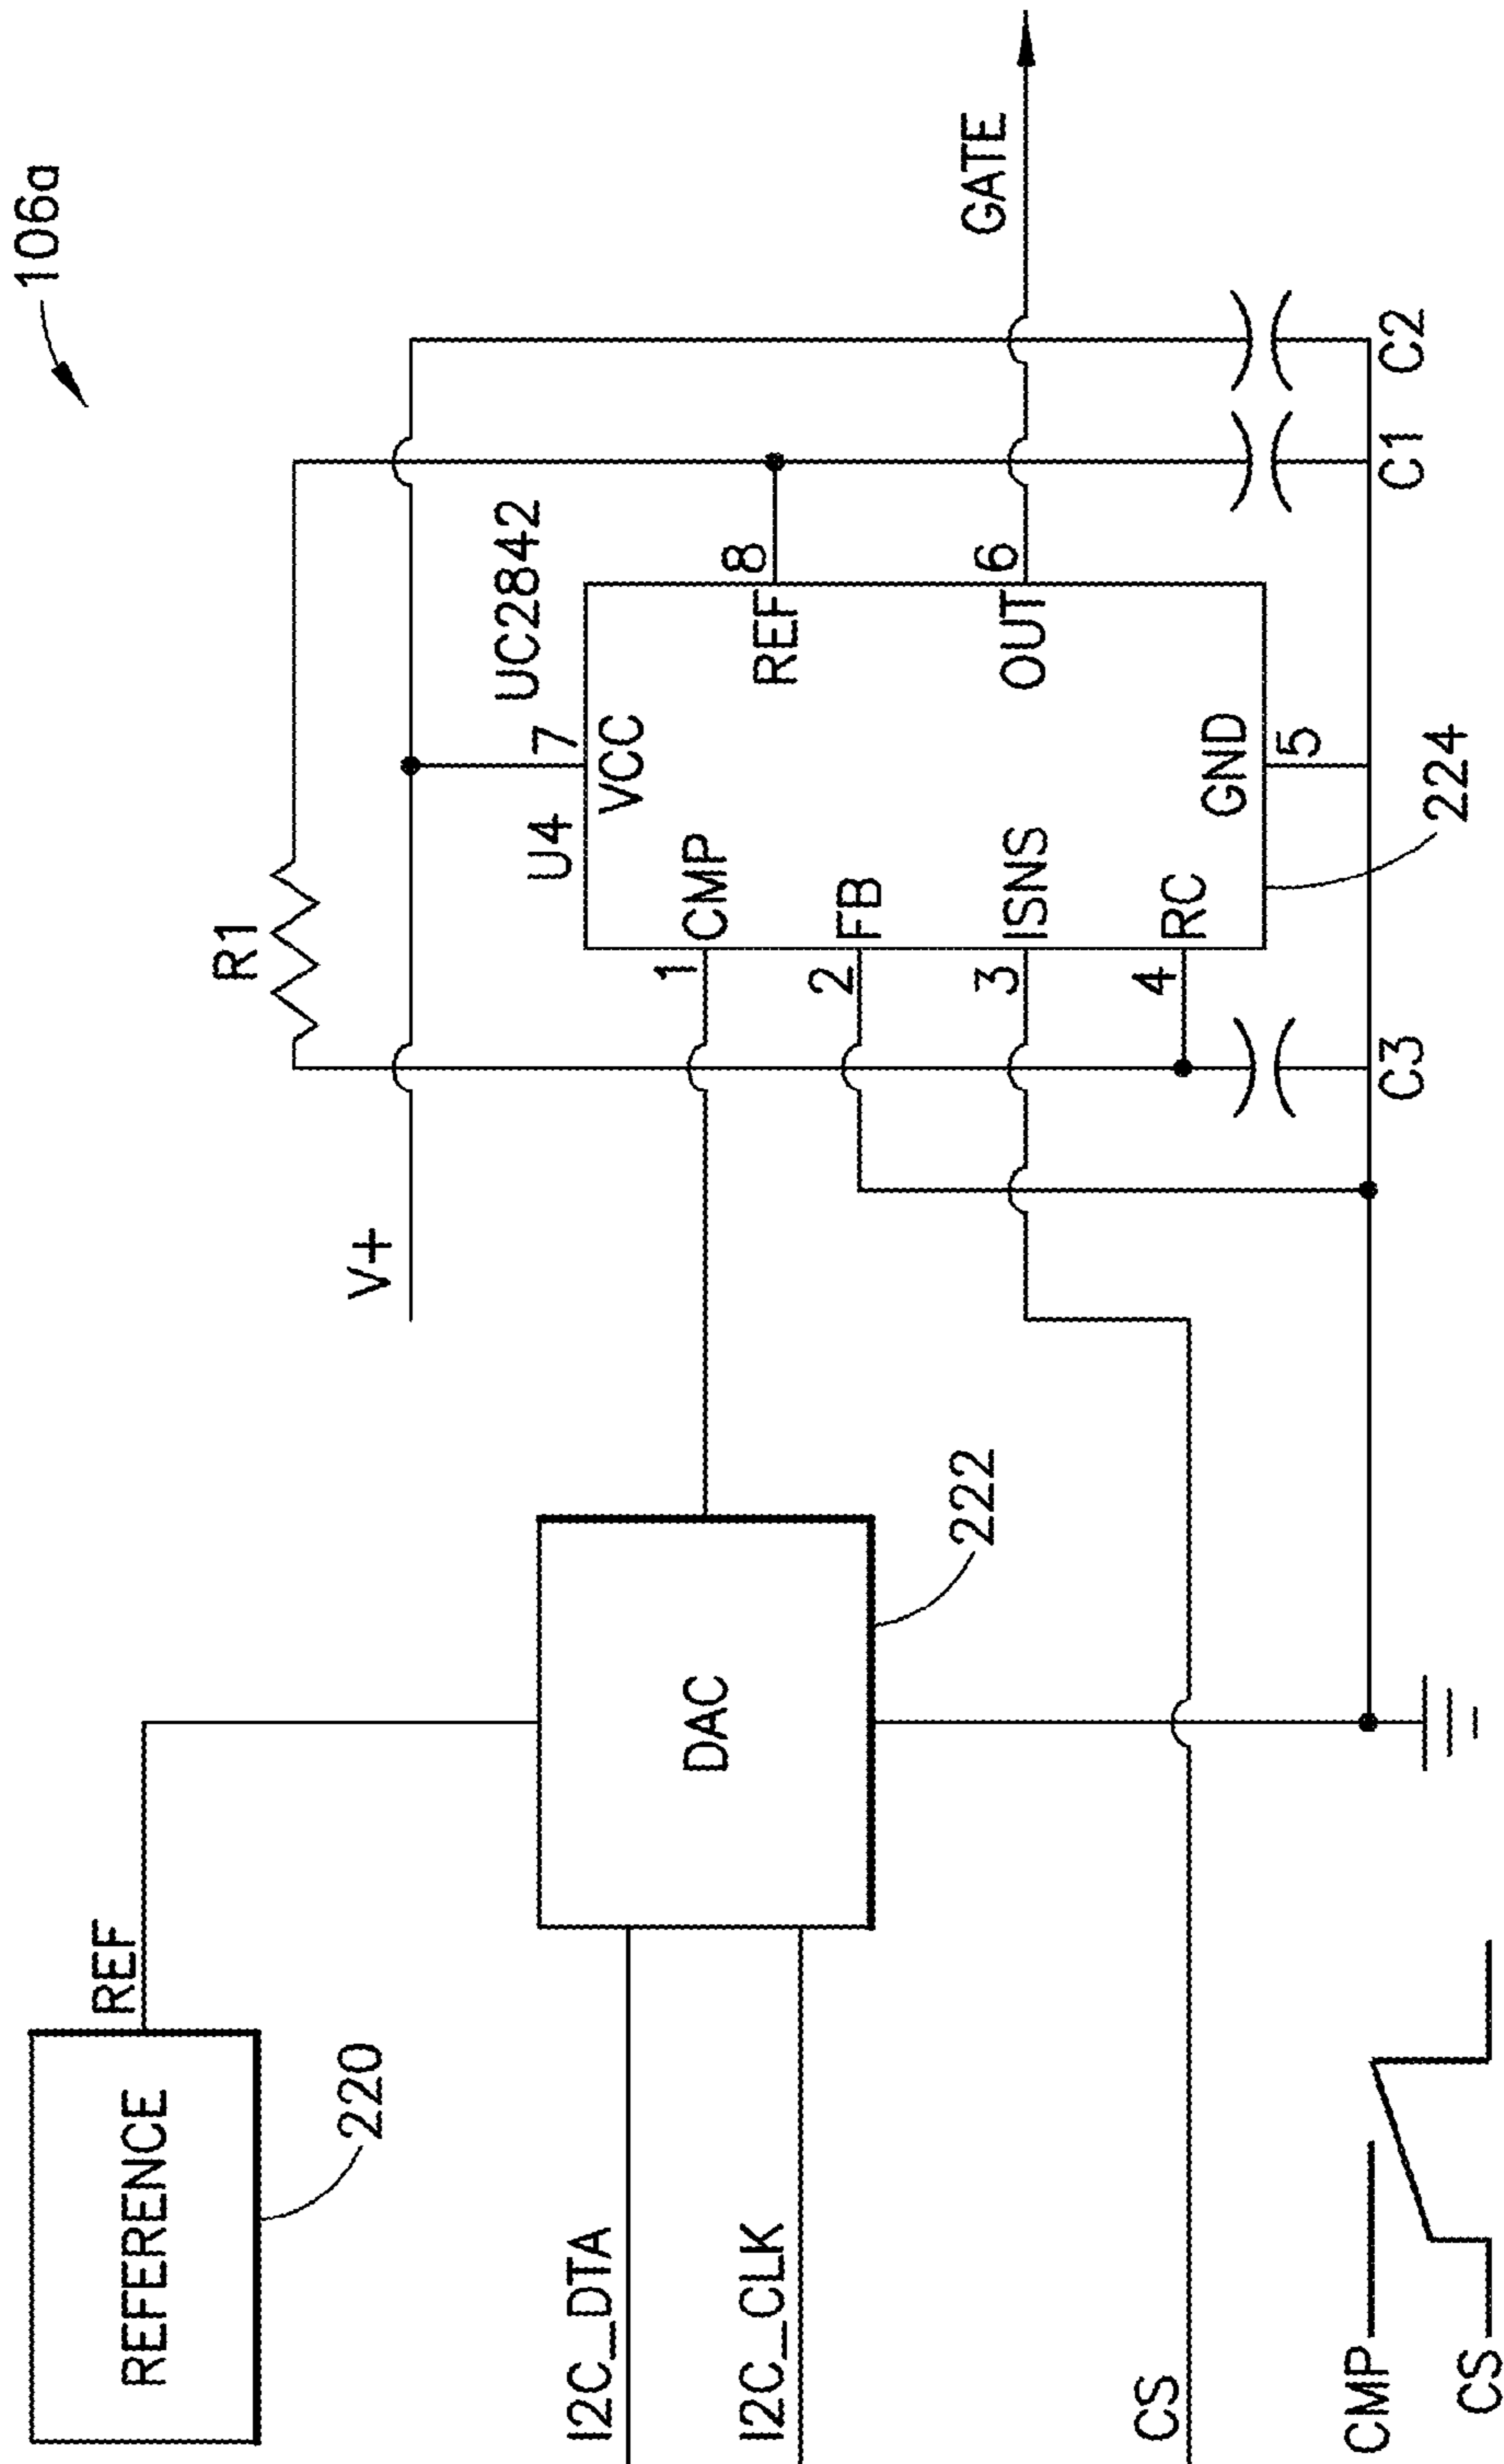 106a
REFERENCE
REF
220
I2C_DTA
I2C_CLK
DAC
222
CS
V+
R1
U4
UC2842
7
VCC
1
CMP
8
REF
2
FB
3
ISNS
6
OUT
GATE
4
RC
GND
5
224
C3
C1
C2
CMP
CS